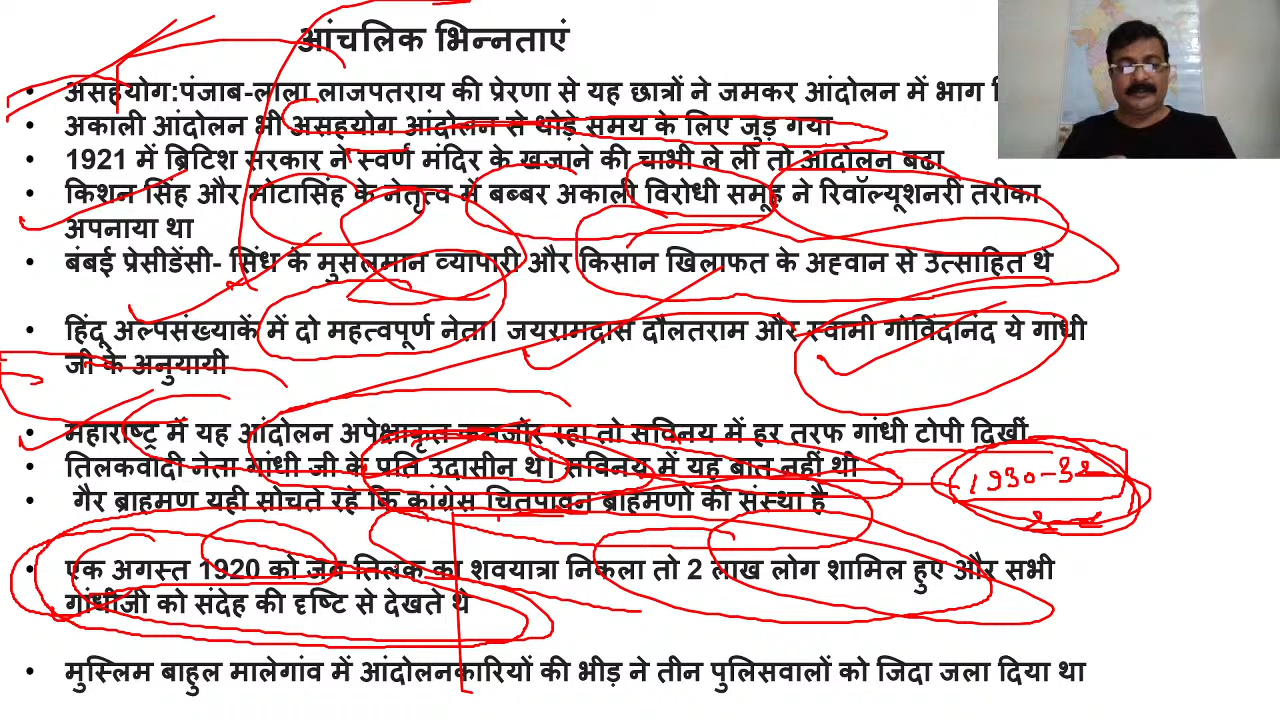 आंचलिक भिन्नताएं
• असहयोग:पंजाब-लाला लाजपतराय की प्रेरणा से यह छात्रों ने जमकर आंदोलन में भाग
• अकाली आंदोलन भी असहयोग आंदोलन से थोड़े समय के लिए जुड़ गया
• 1921 में ब्रिटिश सरकार ने स्वर्ण मंदिर के खजाने की चाभी ले ली तो आंदोलन बढ़ा
• किशन सिंह और मोटासिंह के नेतृत्व में बब्बर अकाली विरोधी समूह ने रिवॉल्यूशनरी तरीका
अपनाया था
• बंबई प्रेसीडेंसी- सिंध के मुसलमान व्यापारी और किसान खिलाफत के अहवान से उत्साहित थे
• हिंदू अल्पसंख्याकें में दो महत्वपूर्ण नेता। जयरामदास दौलतराम और स्वामी गोविंदानंद ये गांधी
जी के अनुयायी
• महाराष्ट्र में यह आंदोलन अपेक्षाकृत कमजोर रहा तो सविनय में हर तरफ गांधी टोपी दिखीं
• तिलकवादी नेता गांधी जी के प्रति उदासीन थे। सविनय में यह बात नहीं थी
• गैर ब्राहमण यही सोचते रहे कि कांग्रेस चितपावन ब्राहमणों की संस्था है
1930-32
• एक अगस्त 1920 को जब तिलक का शवयात्रा निकला तो 2 लाख लोग शामिल हुए और सभी
गांधीजी को संदेह की दृष्टि से देखते थे
• मुस्लिम बाहुल मालेगांव में आंदोलनकारियों की भीड़ ने तीन पुलिसवालों को जिदा जला दिया था